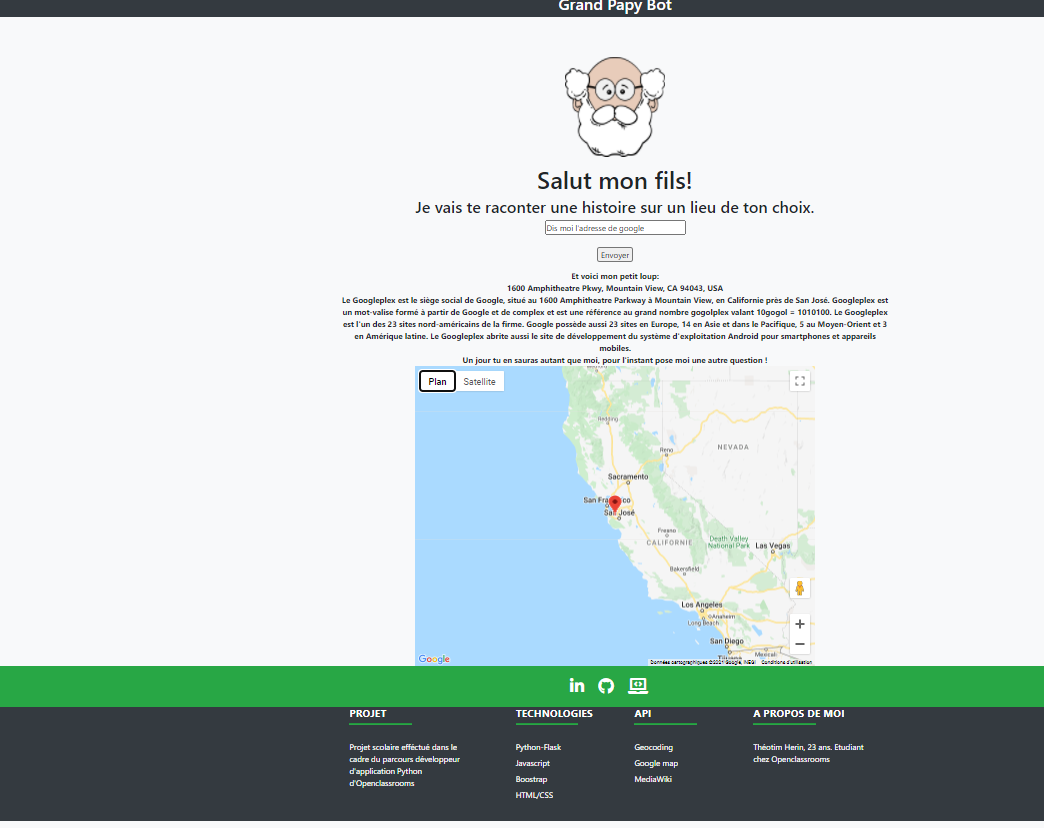 Grand Papy Bot
Salut mon fils!
Je vais te raconter une histoire sur un lieu de ton choix.
Dis moi l'adresse de google
Envoyer
Et voici mon petit loup:
1600 Amphitheatre Pkwy, Mountain View, CA 94043, USA
Le Googleplex est le siège social de Google, situé au 1600 Amphitheatre Parkway à Mountain View, en Californie près de San José. Googleplex est
un mot-valise formé à partir de Google et de complex et est une référence au grand nombre gogolplex valant 10gogol = 1010100. Le Googleplex
est l'un des 23 sites nord-américains de la firme. Google possède aussi 23 sites en Europe, 14 en Asie et dans le Pacifique, 5 au Moyen-Orient et 3
en Amérique latine. Le Googleplex abrite aussi le site de développement du système d'exploitation Android pour smartphones et appareils
mobiles.
Un jour tu en sauras autant que moi, pour l'instant pose moi une autre question !
Plan
Satellite
Redding
Reno
NEVADA
Sacramento
San Francisco
San José
Fresno
CALIFORNIE
Death Valley
National Park
Las Vegas
Bakersfield
Los Angeles
Anaheim
Long Beach
San Diego
Mexicali
Google
Données cartographiques ©2021 Google, INEGI
Conditions d'utilisation
PROJET
Projet scolaire efféctué dans le
cadre du parcours développeur
d'application Python
d'Openclassrooms
TECHNOLOGIES
Python-Flask
Javascript
Boostrap
HTML/CSS
API
Geocoding
Google map
MediaWiki
A PROPOS DE MOI
Théotim Herin, 23 ans. Etudiant
chez Openclassrooms